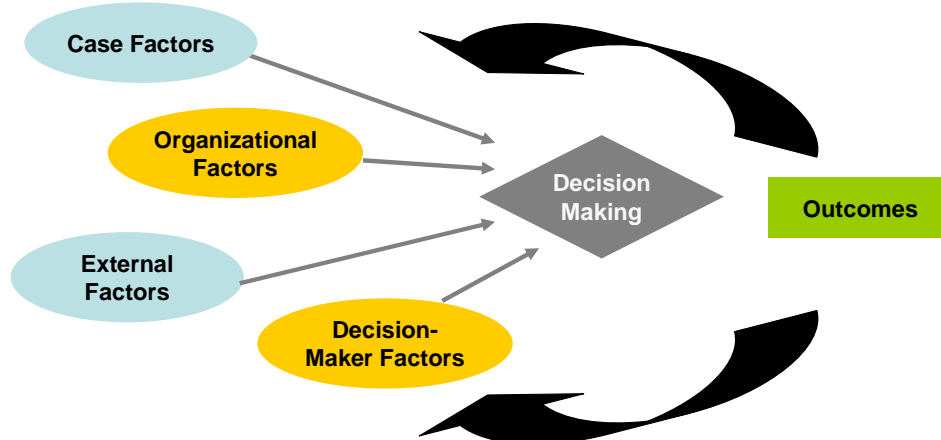 Case Factors
Organizational
Factors
Decision
Making
Outcomes
External
Factors
Decision-
Maker Factors